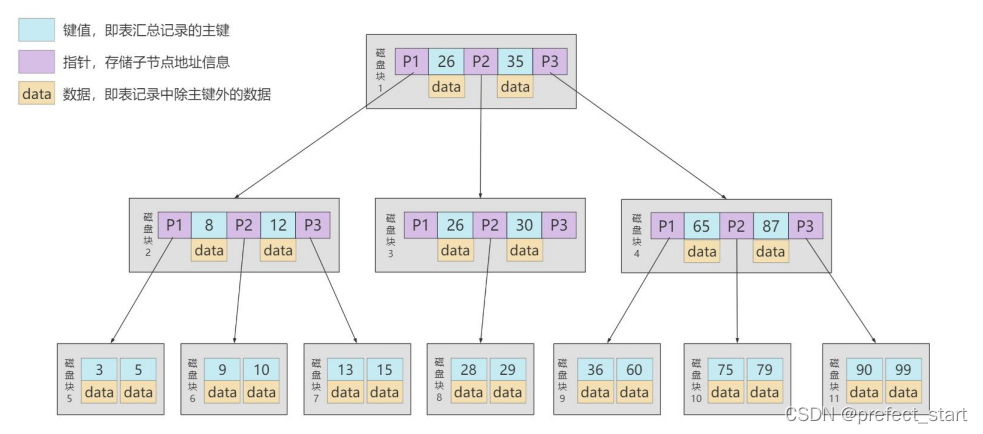 键值，即表汇总记录的主键
指针，存储子节点地址信息
data 数据，即表记录中除主键外的数据
磁盘块1 P1 26 P2 35 P3
data data
磁盘块2 P1 8 P2 12 P3
data data
磁盘块3 P1 26 P2 30 P3
data data
磁盘块4 P1 65 P2 87 P3
data data
磁盘块5 3 5
data data
磁盘块6 9 10
data data
磁盘块7 13 15
data data
磁盘块8 28 29
data data
磁盘块9 36 60
data data
磁盘块10 75 79
data data
磁盘块11 90 99
data data
CSDN @prefect_start